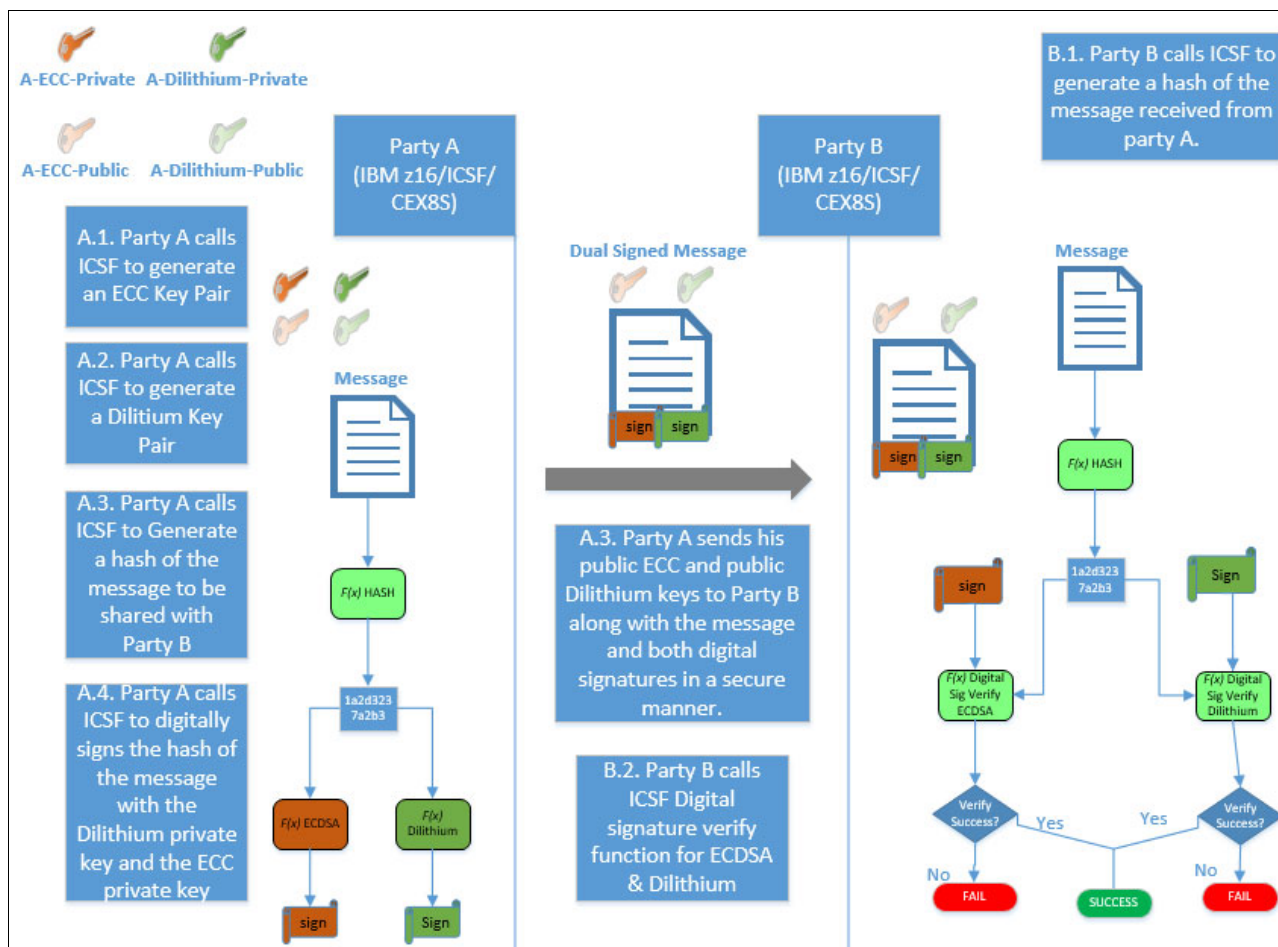 A-ECC-Private
A-Dilithium-Private
A-ECC-Public
A-Dilithium-Public
A.1. Party A calls
ICSF to generate
an ECC Key Pair
A.2. Party A calls
ICSF to generate
a Dilitium Key
Pair
A.3. Party A calls
ICSF to Generate
a hash of the
message to be
shared with
Party B
A.4. Party A calls
ICSF to digitally
signs the hash of
the message
with the
Dilithium private
key and the ECC
private key
Party A
(IBM z16/ICSF/
CEX8S)
Message
F(x) HASH
1a2d323
7a2b3
F(x) ECDSA
F(x)
Dilithium
sign
Sign
Dual Signed Message
sign
sign
A.3. Party A sends his
public ECC and public
Dilithium keys to Party B
along with the message
and both digital
signatures in a secure
manner.
B.2. Party B calls
ICSF Digital
signature verify
function for ECDSA
& Dilithium
Party B
(IBM z16/ICSF/
CEX8S)
sign
sign
B.1. Party B calls ICSF to
generate a hash of the
message received from
party A.
Message
F(x) HASH
1a2d323
7a2b3
sign
Sign
F(x) Digital
Sig Verify
ECDSA
F(x) Digital
Sig Verify
Dilithium
Verify
Success?
Yes
Yes
Verify
Success?
No
No
FAIL
SUCCESS
FAIL